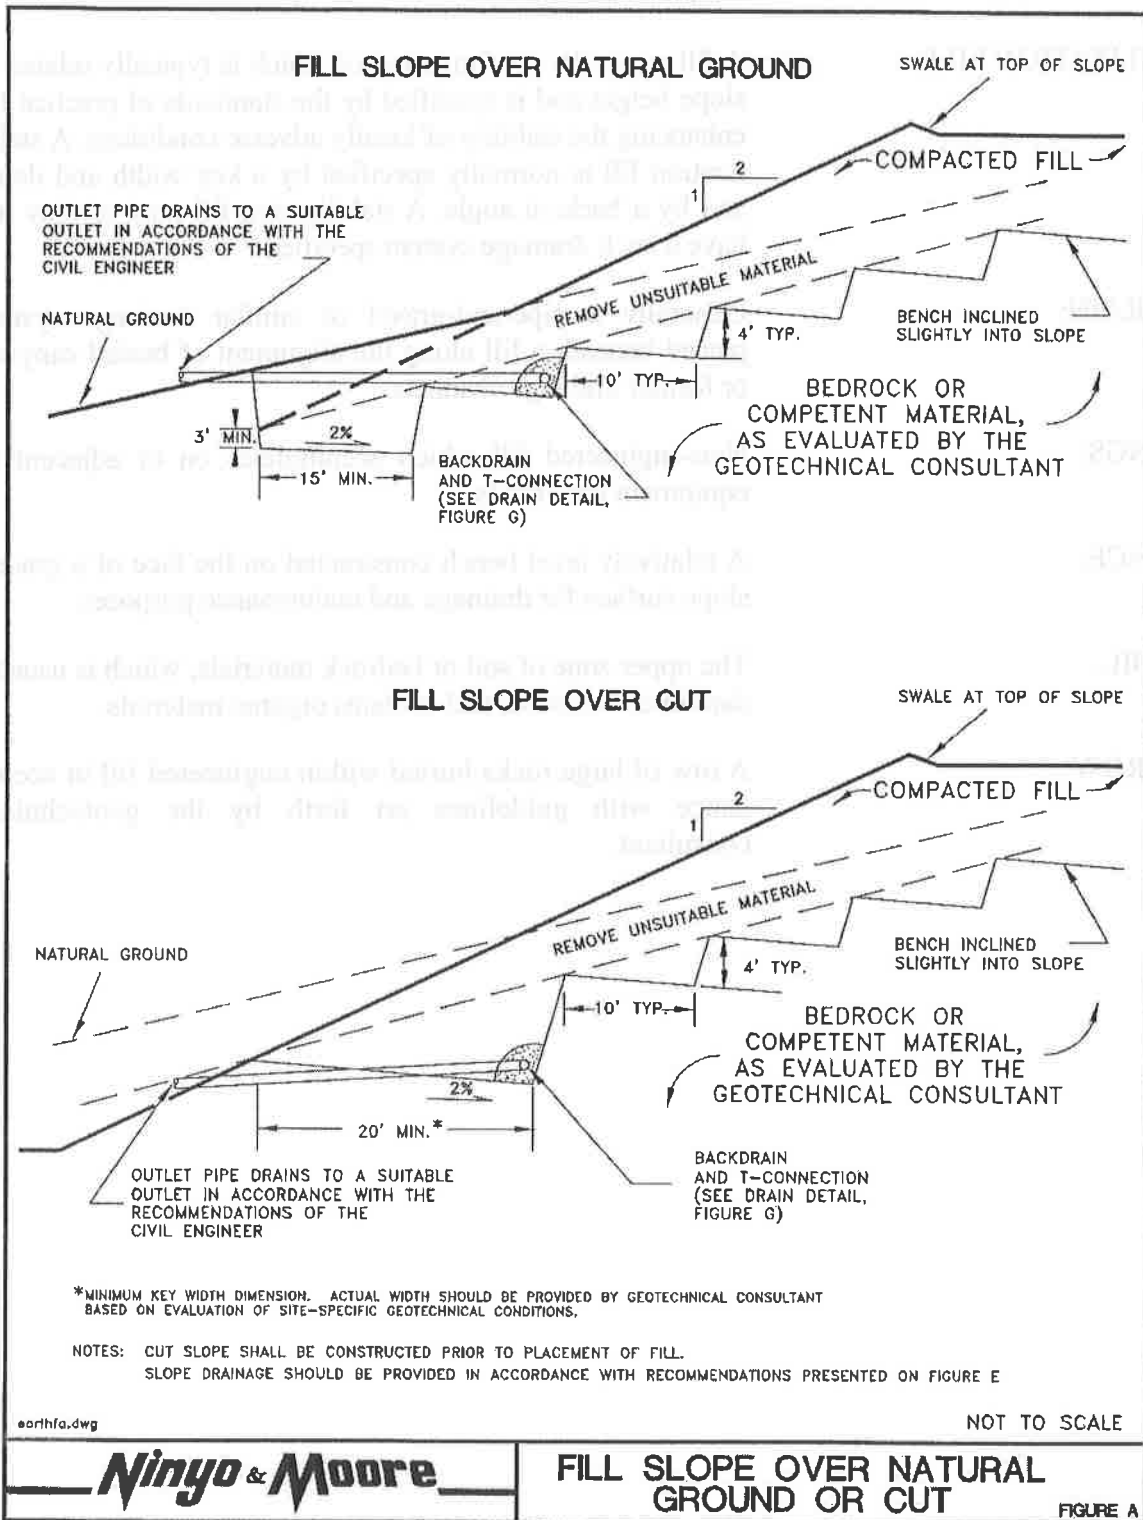 FILL SLOPE OVER NATURAL GROUND
SWALE AT TOP OF SLOPE
COMPACTED FILL
2
1
OUTLET PIPE DRAINS TO A SUITABLE
OUTLET IN ACCORDANCE WITH THE
RECOMMENDATIONS OF THE
CIVIL ENGINEER
REMOVE UNSUITABLE MATERIAL
NATURAL GROUND
4' TYP.
BENCH INCLINED
SLIGHTLY INTO SLOPE
10' TYP.
BEDROCK OR
COMPETENT MATERIAL,
AS EVALUATED BY THE
GEOTECHNICAL CONSULTANT
3' MIN.
2%
15' MIN.
BACKDRAIN
AND T-CONNECTION
(SEE DRAIN DETAIL,
FIGURE G)
FILL SLOPE OVER CUT
SWALE AT TOP OF SLOPE
COMPACTED FILL
2
1
REMOVE UNSUITABLE MATERIAL
NATURAL GROUND
4' TYP.
BENCH INCLINED
SLIGHTLY INTO SLOPE
10' TYP.
BEDROCK OR
COMPETENT MATERIAL,
AS EVALUATED BY THE
GEOTECHNICAL CONSULTANT
2%
20' MIN.*
OUTLET PIPE DRAINS TO A SUITABLE
OUTLET IN ACCORDANCE WITH THE
RECOMMENDATIONS OF THE
CIVIL ENGINEER
BACKDRAIN
AND T-CONNECTION
(SEE DRAIN DETAIL,
FIGURE G)
*MINIMUM KEY WIDTH DIMENSION. ACTUAL WIDTH SHOULD BE PROVIDED BY GEOTECHNICAL CONSULTANT
BASED ON EVALUATION OF SITE-SPECIFIC GEOTECHNICAL CONDITIONS.
NOTES: CUT SLOPE SHALL BE CONSTRUCTED PRIOR TO PLACEMENT OF FILL.
SLOPE DRAINAGE SHOULD BE PROVIDED IN ACCORDANCE WITH RECOMMENDATIONS PRESENTED ON FIGURE E
earthfa.dwg
NOT TO SCALE
Ninyo & Moore
FILL SLOPE OVER NATURAL
GROUND OR CUT
FIGURE A